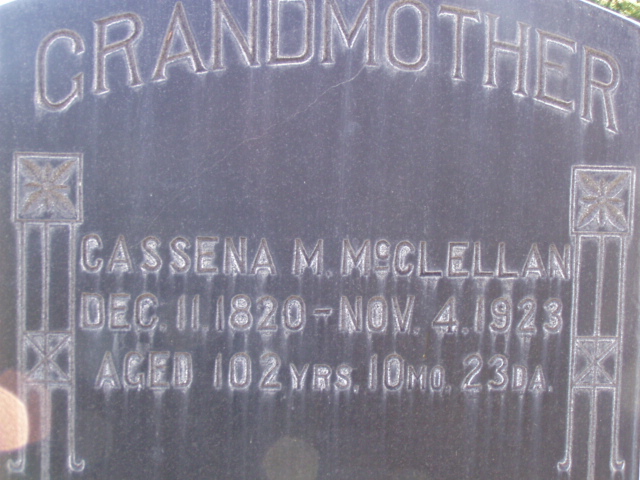 GRANDMOTHER
CASSENA M. McCLELLAN
DEC. 11. 1820 - NOV. 4. 1923
AGED 102 YRS. 10 MO. 23 DA.